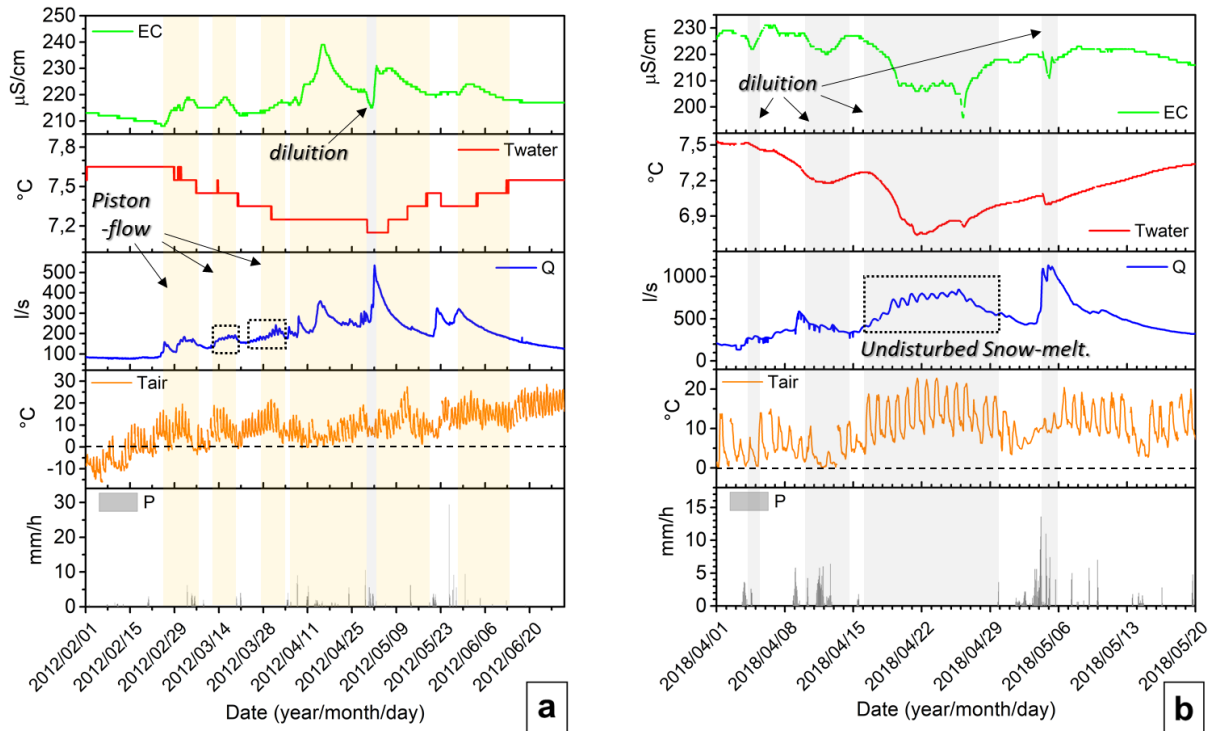 250
240
230
220
210
µS/cm
EC
diluition
7,8
7,5
7,2
°C
Twater
Piston
-flow
500
400
300
200
100
l/s
Q
30
20
10
0
-10
°C
Tair
30
20
10
0
mm/h
P
2012/02/01
2012/02/15
2012/02/29
2012/03/14
2012/03/28
2012/04/11
2012/04/25
2012/05/09
2012/05/23
2012/06/06
2012/06/20
Date (year/month/day)
a
230
220
210
200
µS/cm
diluition
EC
7,5
7,2
6,9
°C
Twater
1000
500
0
l/s
Q
Undisturbed Snow-melt.
20
10
0
°C
Tair
15
10
5
0
mm/h
P
2018/04/01
2018/04/08
2018/04/15
2018/04/22
2018/04/29
2018/05/06
2018/05/13
2018/05/20
Date (year/month/day)
b